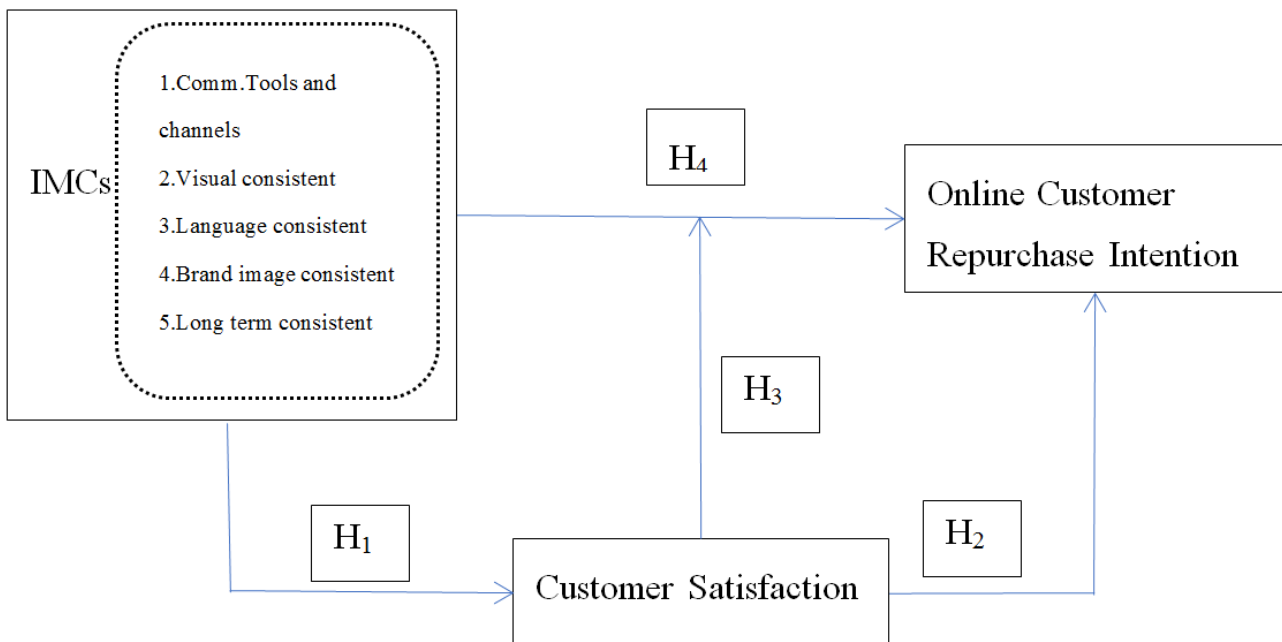 IMCs
1.Comm.Tools and
channels
2.Visual consistent
3.Language consistent
4.Brand image consistent
5.Long term consistent
H₄
Online Customer
Repurchase Intention
H₃
H₁
H₂
Customer Satisfaction